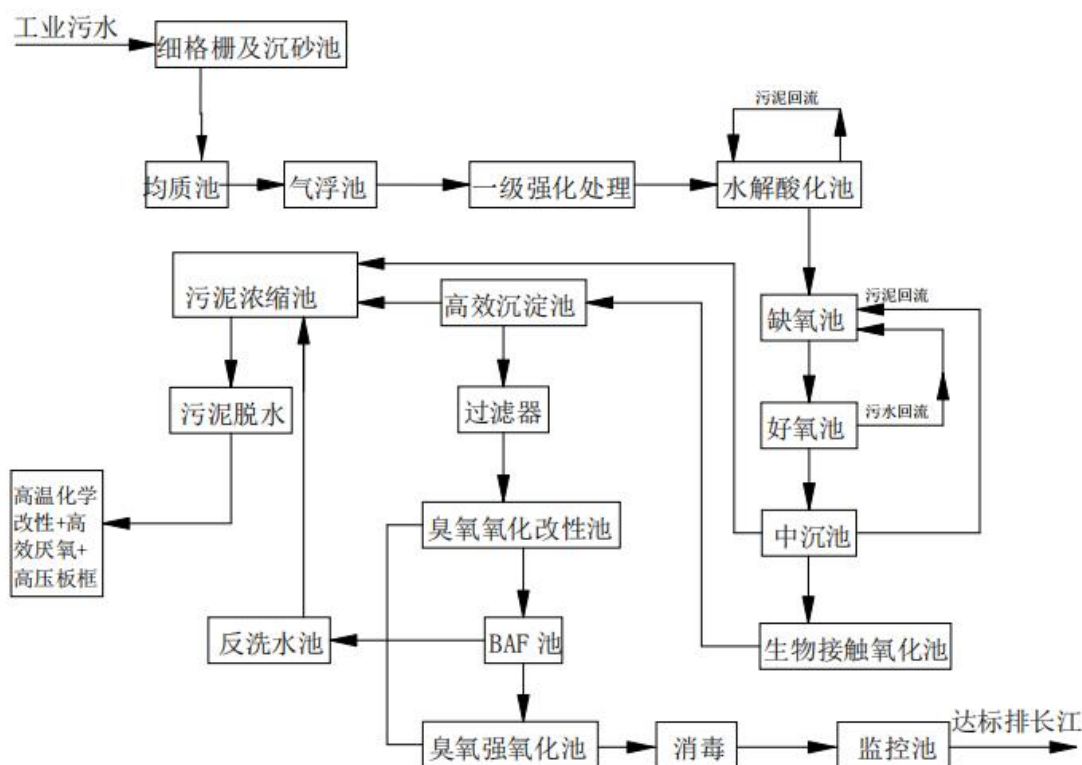 工业污水
细格栅及沉砂池
污泥回流
均质池
气浮池
一级强化处理
水解酸化池
污泥浓缩池
高效沉淀池
缺氧池
污泥回流
污泥脱水
过滤器
好氧池
污水回流
高温化学
改性+高
效厌氧+
高压板框
臭氧氧化改性池
中沉池
反洗水池
BAF池
生物接触氧化池
臭氧强氧化池
消毒
监控池
达标排长江